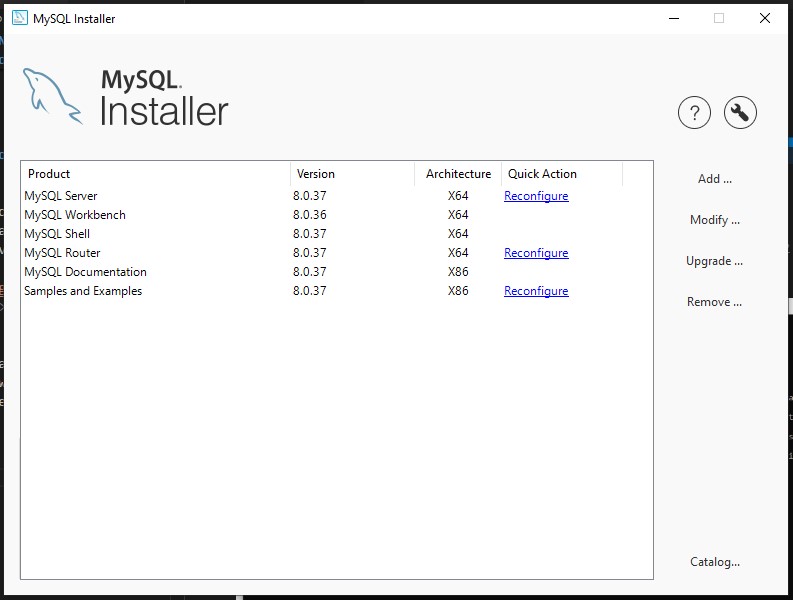 MySQL Installer
MySQL.
Installer
?
Product Version Architecture Quick Action
MySQL Server 8.0.37 X64 Reconfigure
MySQL Workbench 8.0.36 X64
MySQL Shell 8.0.37 X64
MySQL Router 8.0.37 X64 Reconfigure
MySQL Documentation 8.0.37 X86
Samples and Examples 8.0.37 X86 Reconfigure
Add ...
Modify ...
Upgrade ...
Remove ...
Catalog...